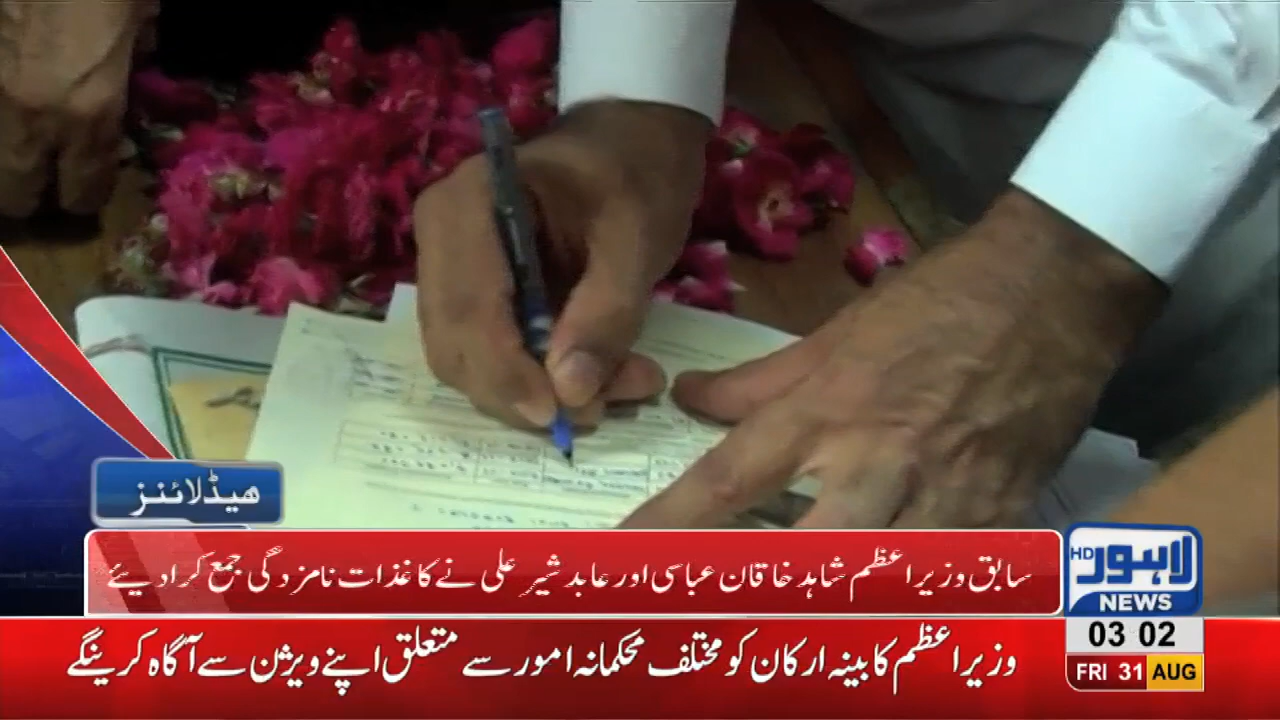 هیڈلائنز
سابق وزیراعظم شاہد خاقان عباسی اور عابد شیر علی نے کاغذات نامزدگی جمع کرادیئے
لاہور HD
NEWS
03 02
FRI 31 AUG
وزیراعظم کابینہ ارکان کو مختلف محکمانہ امور سے متعلق اپنے ویژن سے آگاہ کرینگے